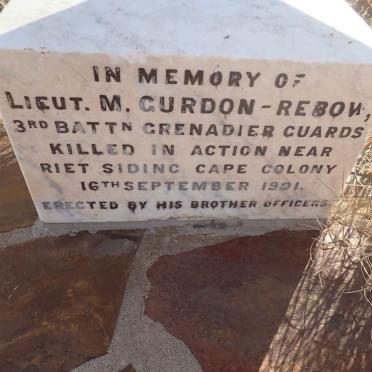 IN MEMORY OF
LIEUT. M. GURDON-REBOW,
3RD BATTN GRENADIER GUARDS
KILLED IN ACTION NEAR
RIET SIDING CAPE COLONY
16TH SEPTEMBER 1901.
ERECTED BY HIS BROTHER OFFICERS.